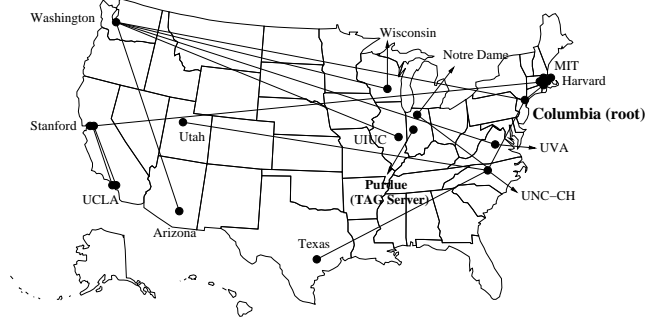 Washington
Wisconsin
Notre Dame
MIT
Harvard
Columbia (root)
Stanford
Utah
UIUC
UVA
Purdue
(TAG Server)
UCLA
UNC−CH
Arizona
Texas